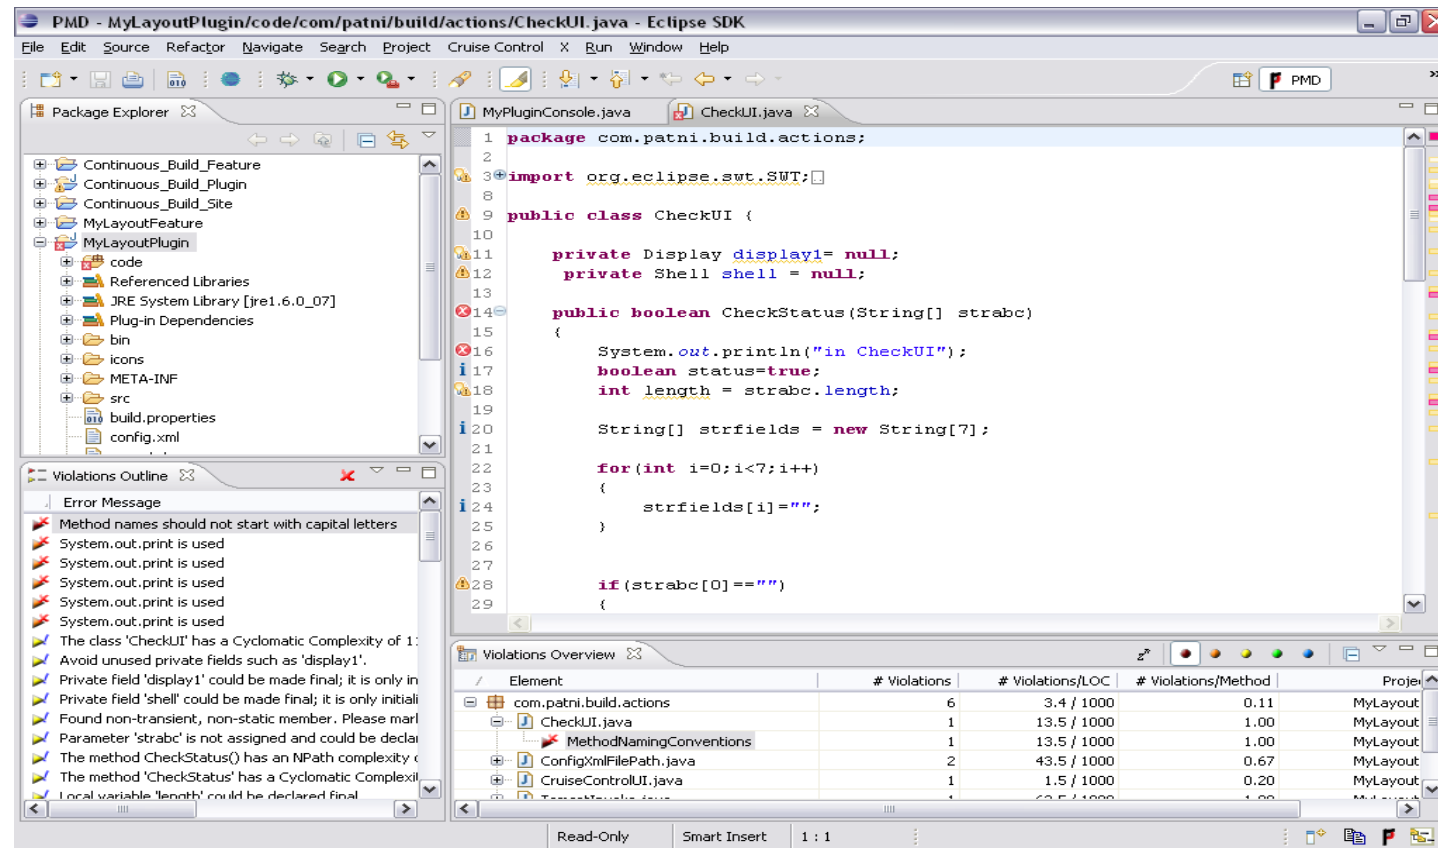 PMD - MyLayoutPlugin/code/com/patni/build/actions/CheckUI.java - Eclipse SDK
File Edit Source Refactor Navigate Search Project Cruise Control X Run Window Help
PMD
Package Explorer
Continuous_Build_Feature
Continuous_Build_Plugin
Continuous_Build_Site
MyLayoutFeature
MyLayoutPlugin
code
Referenced Libraries
JRE System Library [jre1.6.0_07]
Plug-in Dependencies
bin
icons
META-INF
src
build.properties
config.xml
MyPluginConsole.java CheckUI.java
1 package com.patni.build.actions;
2
3 import org.eclipse.swt.SWT;
8
9 public class CheckUI {
10
11 private Display display1= null;
12 private Shell shell = null;
13
14 public boolean CheckStatus(String[] strabc)
15 {
16 System.out.println("in CheckUI");
17 boolean status=true;
18 int length = strabc.length;
19
20 String[] strfields = new String[7];
21
22 for(int i=0;i<7;i++)
23 {
24 strfields[i]="";
25 }
26
27
28 if(strabc[0]=="")
29 {
Violations Outline
Error Message
Method names should not start with capital letters
System.out.print is used
System.out.print is used
System.out.print is used
System.out.print is used
System.out.print is used
The class 'CheckUI' has a Cyclomatic Complexity of 1
Avoid unused private fields such as 'display1'.
Private field 'display1' could be made final; it is only in
Private field 'shell' could be made final; it is only initiali
Found non-transient, non-static member. Please mar
Parameter 'strabc' is not assigned and could be decla
The method CheckStatus() has an NPath complexity
The method 'CheckStatus' has a Cyclomatic Complexi
Local variable 'length' could be declared final
Violations Overview
Element # Violations # Violations/LOC # Violations/Method Proje
com.patni.build.actions 6 3.4 / 1000 0.11 MyLayout
CheckUI.java 1 13.5 / 1000 1.00 MyLayout
MethodNamingConventions 1 13.5 / 1000 1.00 MyLayout
ConfigXmlFilePath.java 2 43.5 / 1000 0.67 MyLayout
CruiseControlUI.java 1 1.5 / 1000 0.20 MyLayout
Read-Only Smart Insert 1 : 1